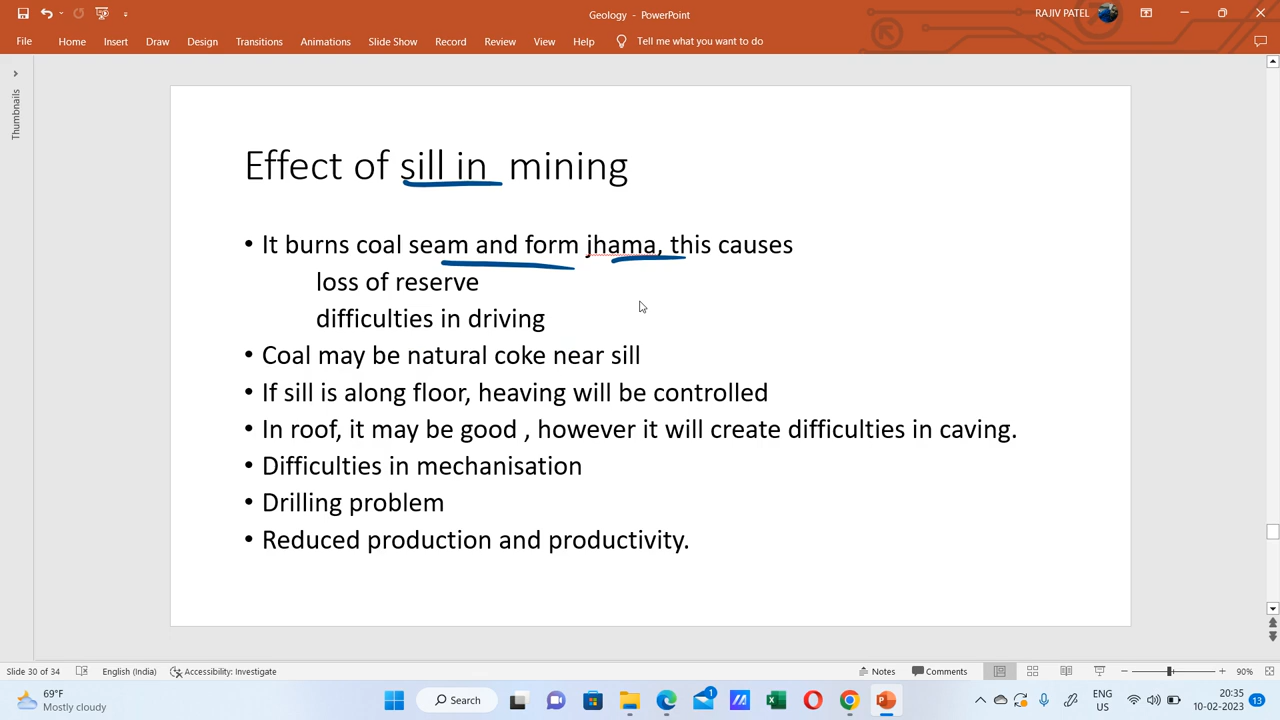 Geology - PowerPoint
RAJIV PATEL
File Home Insert Draw Design Transitions Animations Slide Show Record Review View Help Tell me what you want to do
Thumbnails
Effect of sill in mining
• It burns coal seam and form jhama, this causes
loss of reserve
difficulties in driving
• Coal may be natural coke near sill
• If sill is along floor, heaving will be controlled
• In roof, it may be good , however it will create difficulties in caving.
• Difficulties in mechanisation
• Drilling problem
• Reduced production and productivity.
Slide 30 of 34 English (India) Accessibility: Investigate Notes Comments 90%
69°F
Mostly cloudy
Search
1
ENG
US
20:35
10-02-2023
13